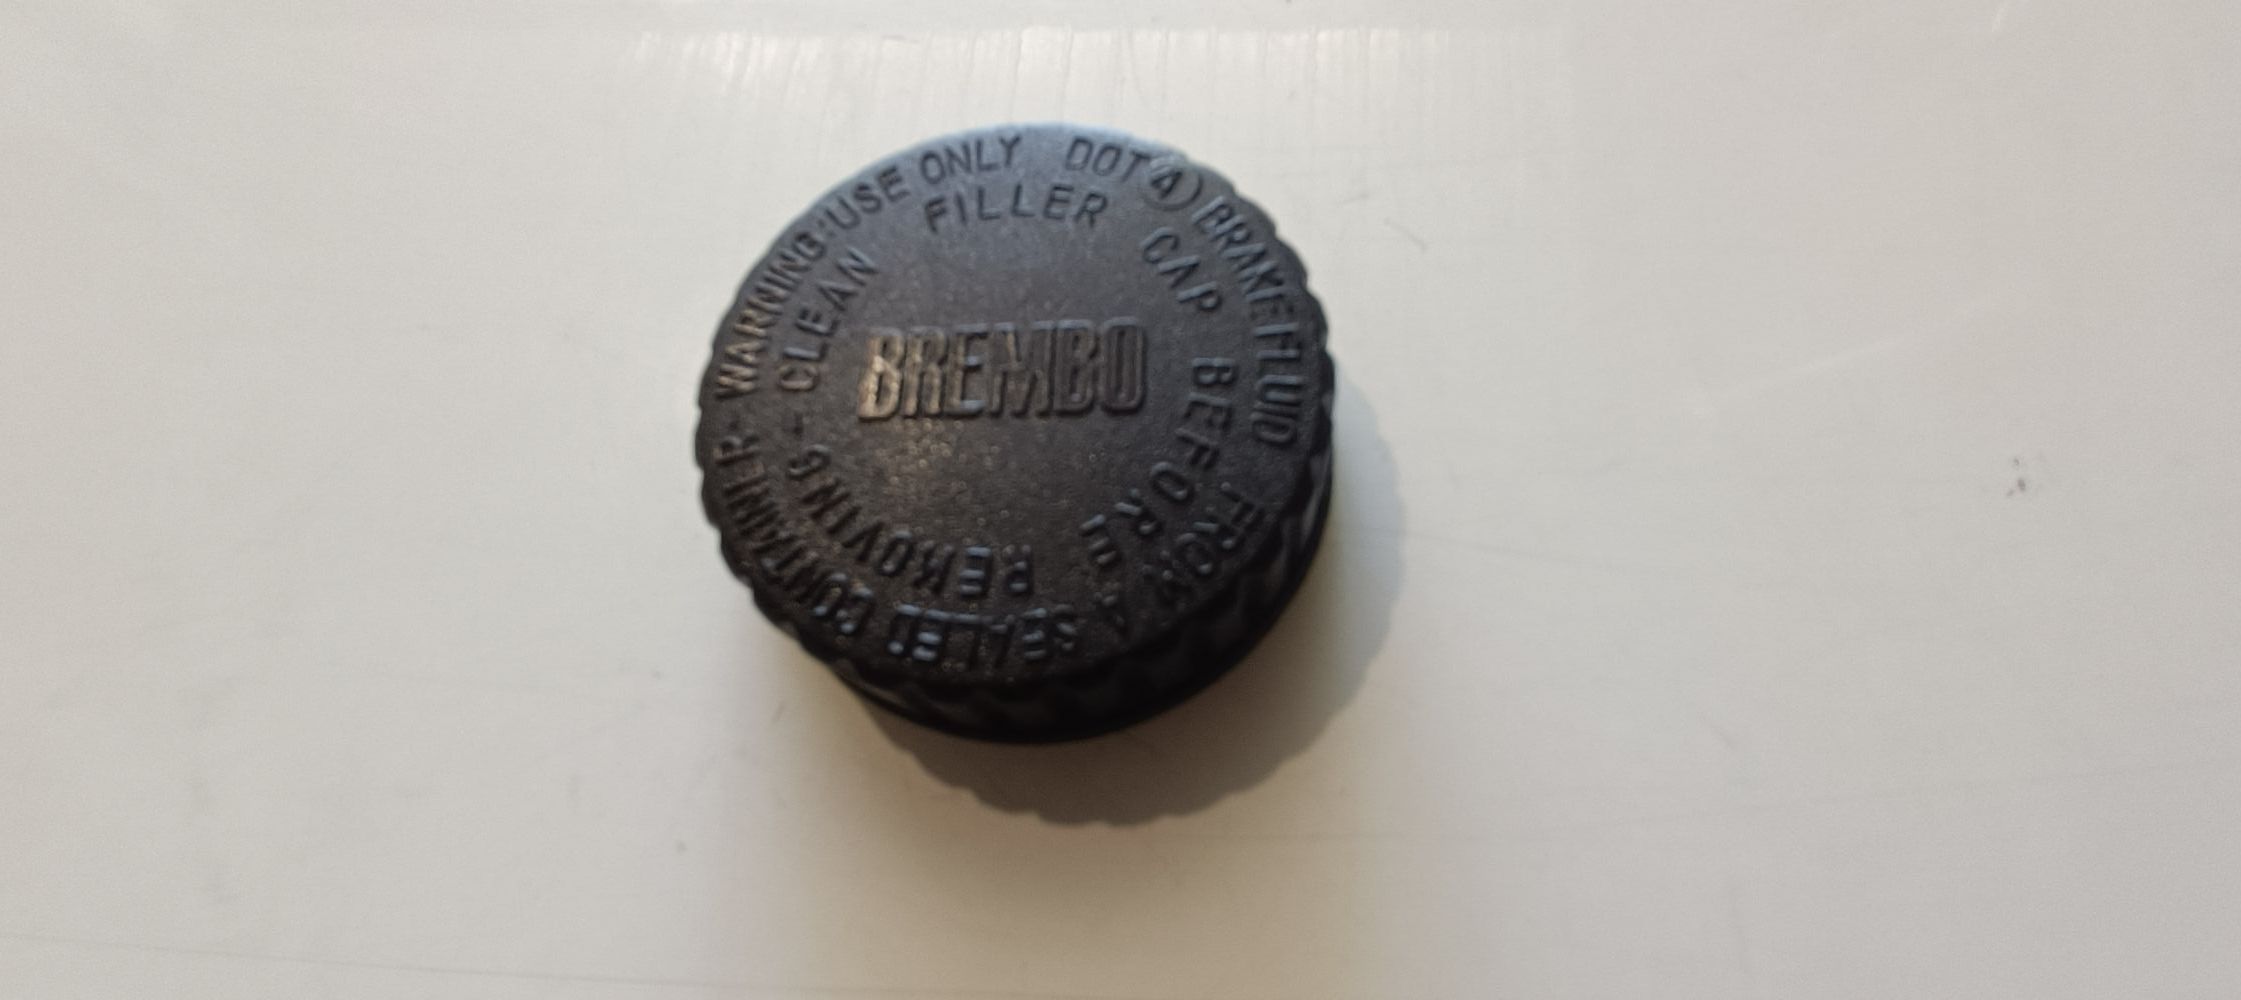 WARNING:USE ONLY DOT 4 BRAKE FLUID FROM A SEALED CONTAINER-
CLEAN FILLER CAP BEFORE REMOVING -
BREMBO